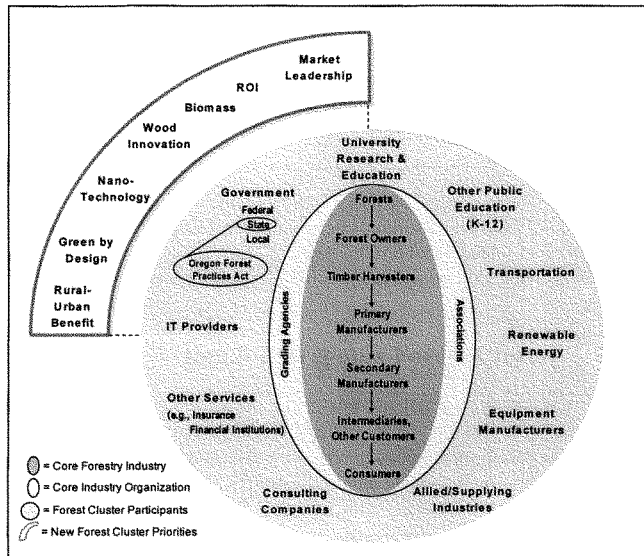 Market
Leadership
ROI
Biomass
Wood
Innovation
Nano-
Technology
Green by
Design
Rural-
Urban
Benefit
University
Research &
Education
Government
Federal
State
Local
Oregon Forest
Practices Act
IT Providers
Other Services
(e.g., Insurance
Financial Institutions)
Consulting
Companies
Grading Agencies
Forests
Forest Owners
Timber Harvesters
Primary
Manufacturers
Secondary
Manufacturers
Intermediaries,
Other Customers
Consumers
Associations
Other Public
Education
(K-12)
Transportation
Renewable
Energy
Equipment
Manufacturers
Allied/Supplying
Industries
= Core Forestry Industry
= Core Industry Organization
= Forest Cluster Participants
= New Forest Cluster Priorities